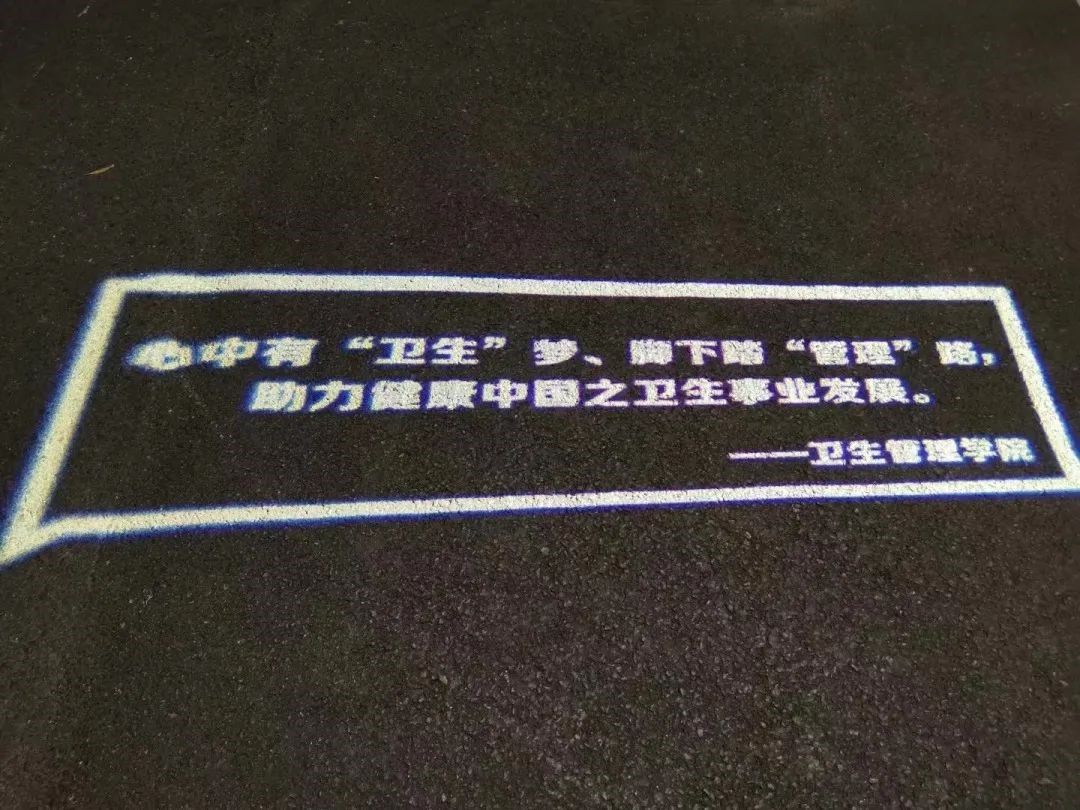 心中有“卫生”梦、脚下踏“管理”路，
助力健康中国之卫生事业发展。
——卫生管理学院